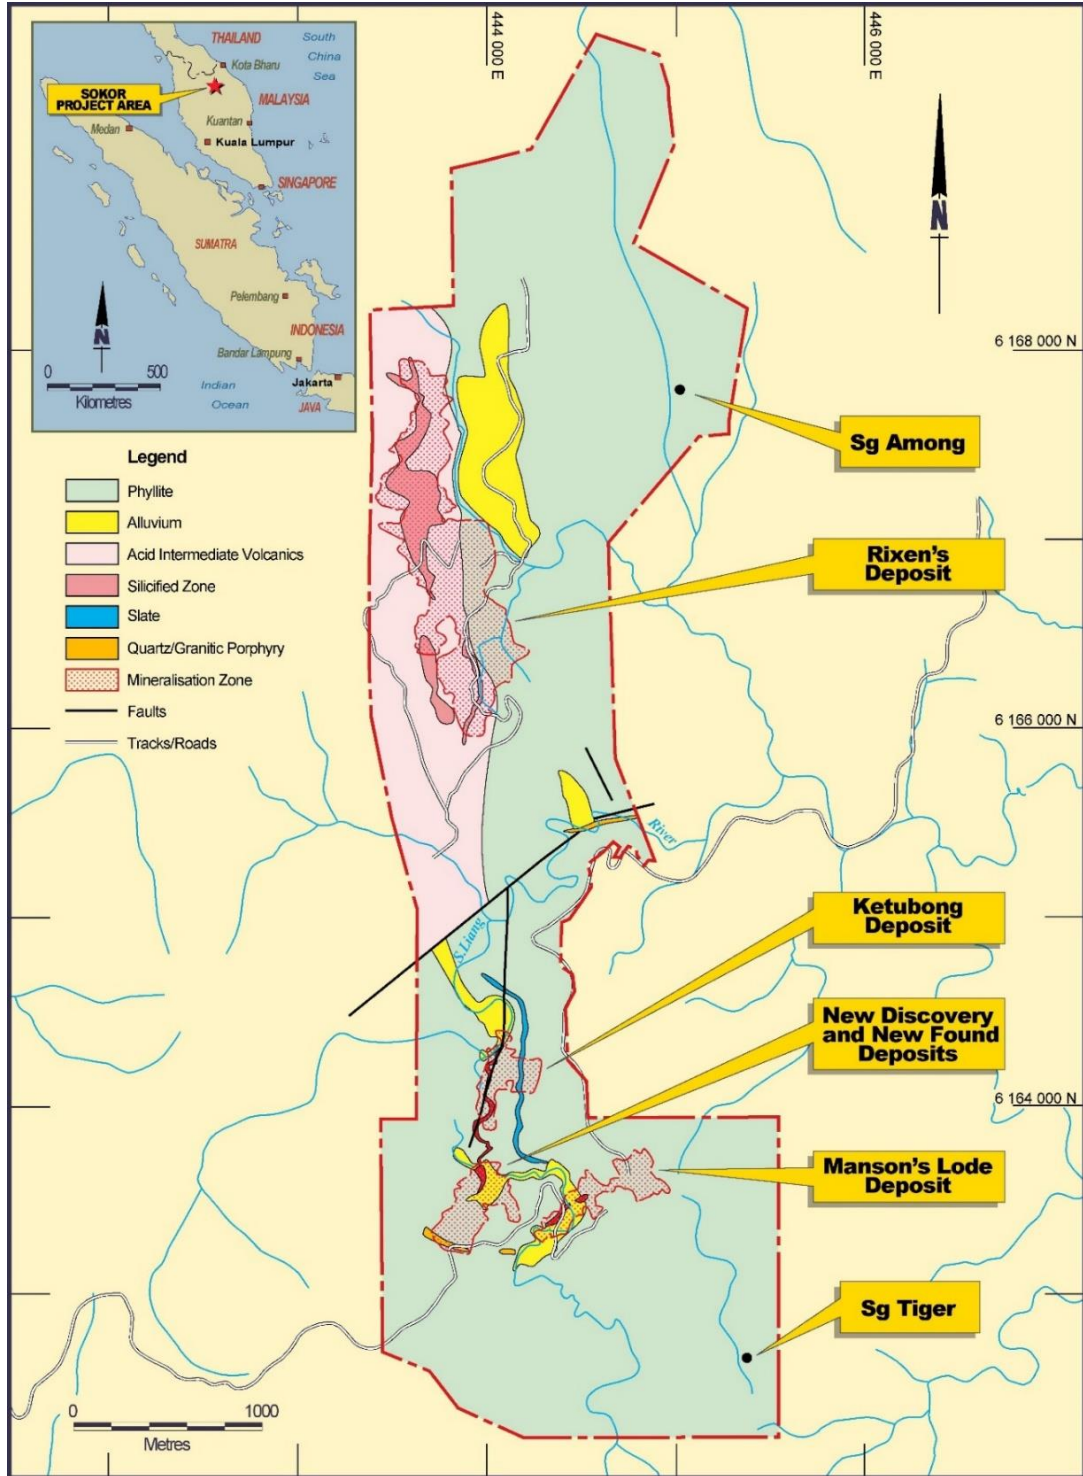 THAILAND
South
China
Sea
Kota Bharu
SOKOR
PROJECT AREA
MALAYSIA
Medan
Kuantan
Kuala Lumpur
SINGAPORE
SUMATRA
Pelembang
INDONESIA
Bandar Lampung
N
0
500
Kilometres
Indian
Ocean
Jakarta
JAVA
444 000 E
446 000 E
N
6 168 000 N
Sg Among
Legend
Phyllite
Alluvium
Acid Intermediate Volcanics
Silicified Zone
Slate
Quartz/Granitic Porphyry
Mineralisation Zone
Faults
Tracks/Roads
Rixen's
Deposit
6 166 000 N
River
S.Liang
Ketubong
Deposit
New Discovery
and New Found
Deposits
6 164 000 N
Manson's Lode
Deposit
Sg Tiger
0
1000
Metres